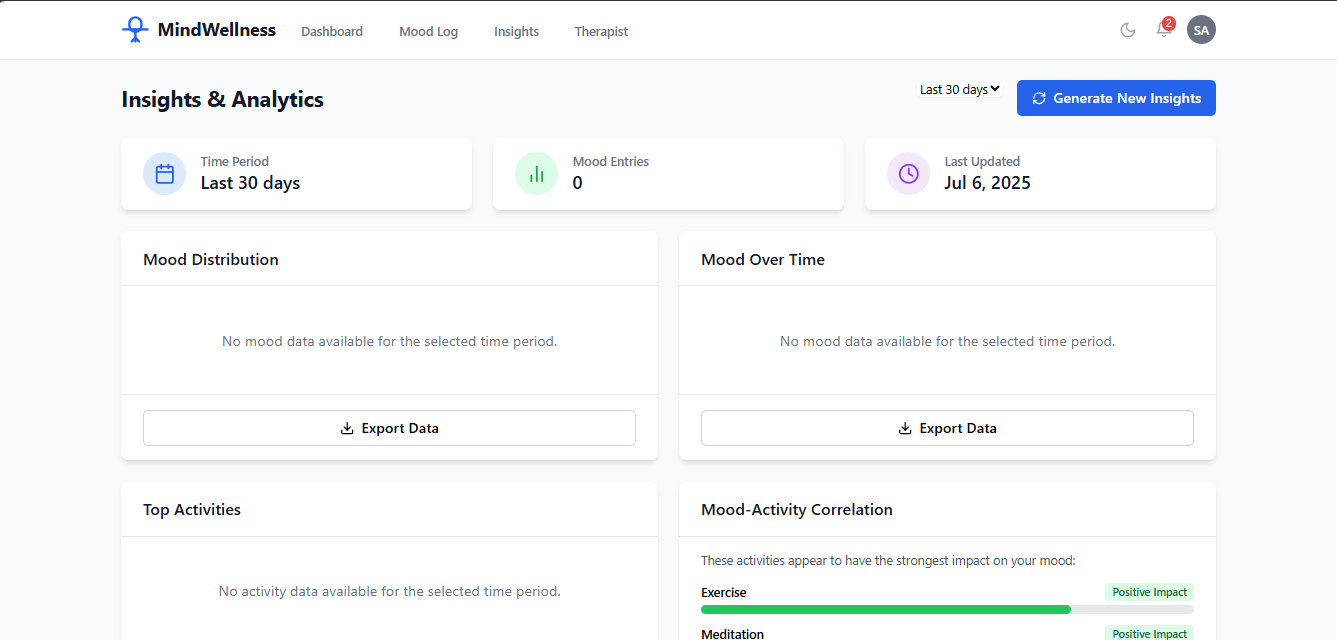 MindWellness Dashboard Mood Log Insights Therapist 2 SA
Insights & Analytics Last 30 days Generate New Insights
Time Period
Last 30 days
Mood Entries
0
Last Updated
Jul 6, 2025
Mood Distribution
No mood data available for the selected time period.
Export Data
Mood Over Time
No mood data available for the selected time period.
Export Data
Top Activities
No activity data available for the selected time period.
Mood-Activity Correlation
These activities appear to have the strongest impact on your mood:
Exercise Positive Impact
Meditation Positive Impact